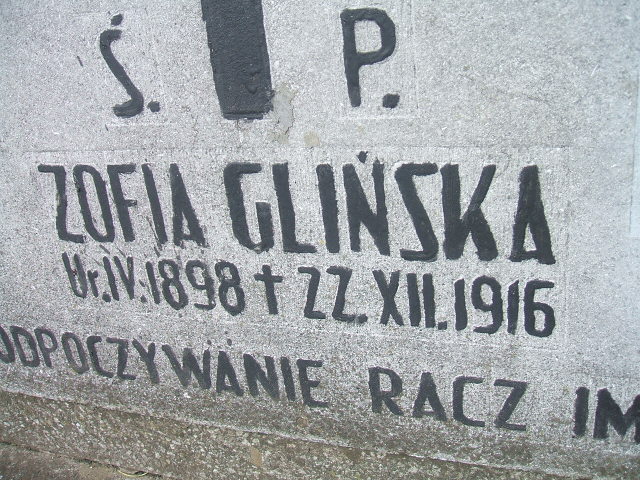 Ś. P.
ZOFIA GLIŃSKA
Ur. IV. 1898 † 22. XII. 1916
ODPOCZYWANIE RACZ IM